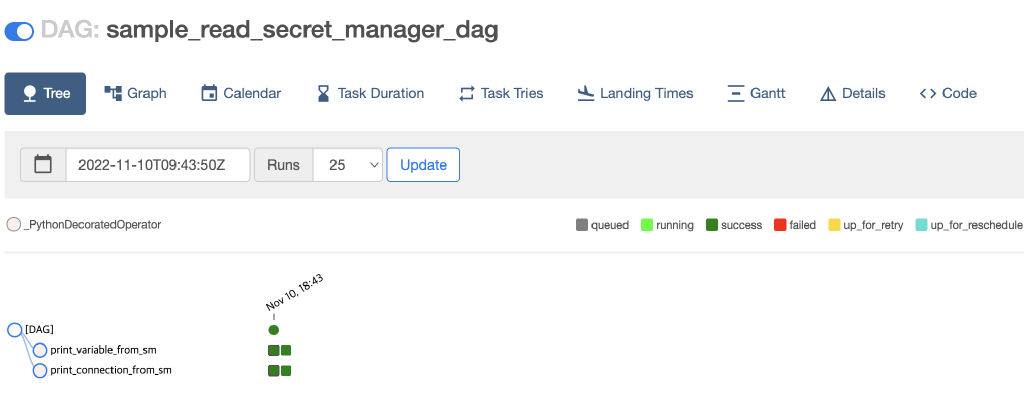 DAG: sample_read_secret_manager_dag
Tree Graph Calendar Task Duration Task Tries Landing Times Gantt Details <> Code
2022-11-10T09:43:50Z Runs 25 Update
_PythonDecoratedOperator queued running success failed up_for_retry up_for_reschedule
Nov 10, 18:43
[DAG]
print_variable_from_sm
print_connection_from_sm